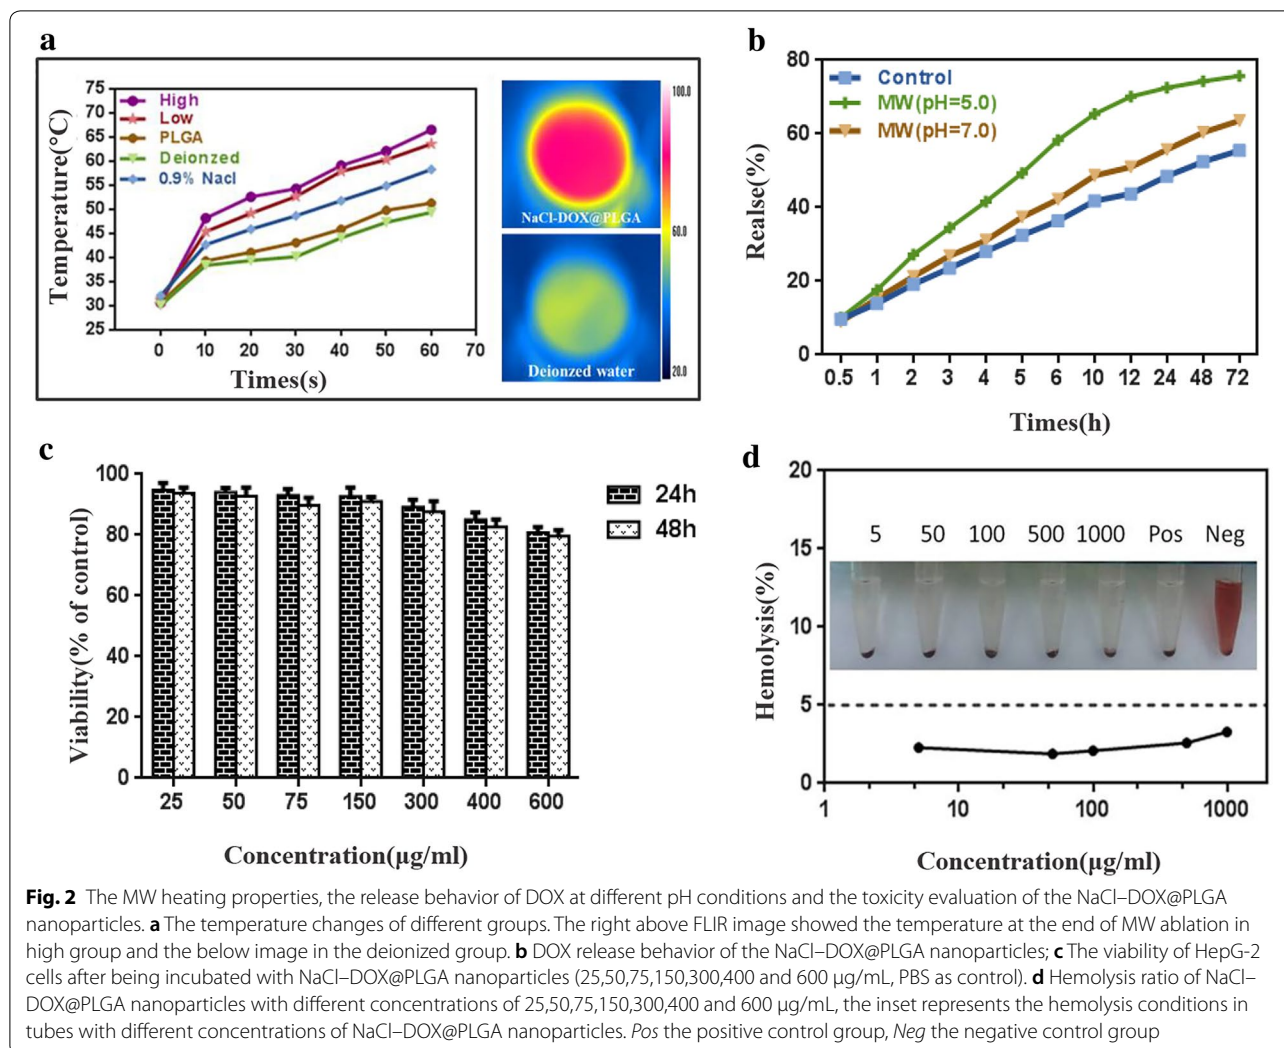 a
75
70
65
60
55
50
45
40
35
30
25
Temperature(°C)
High
Low
PLGA
Deionzed
0.9% Nacl
0 10 20 30 40 50 60 70
Times(s)
NaCl-DOX@PLGA
Deionzed water
100.0
60.0
20.0
b
80
60
40
20
0
Realse(%)
Control
MW(pH=5.0)
MW(pH=7.0)
0.5 1 2 3 4 5 6 10 12 24 48 72
Times(h)
c
100
80
60
40
20
0
Viability(% of control)
24h
48h
25 50 75 150 300 400 600
Concentration(µg/ml)
d
20
15
10
5
0
Hemolysis(%)
5 50 100 500 1000 Pos Neg
1 10 100 1000
Concentration(µg/ml)
Fig. 2 The MW heating properties, the release behavior of DOX at different pH conditions and the toxicity evaluation of the NaCl–DOX@PLGA
nanoparticles. a The temperature changes of different groups. The right above FLIR image showed the temperature at the end of MW ablation in
high group and the below image in the deionized group. b DOX release behavior of the NaCl–DOX@PLGA nanoparticles; c The viability of HepG-2
cells after being incubated with NaCl–DOX@PLGA nanoparticles (25,50,75,150,300,400 and 600 µg/mL, PBS as control). d Hemolysis ratio of NaCl–
DOX@PLGA nanoparticles with different concentrations of 25,50,75,150,300,400 and 600 µg/mL, the inset represents the hemolysis conditions in
tubes with different concentrations of NaCl–DOX@PLGA nanoparticles. Pos the positive control group, Neg the negative control group